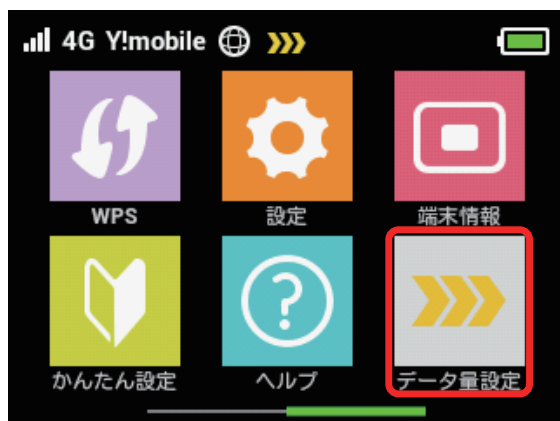 4G Y!mobile
WPS
設定
端末情報
かんたん設定
ヘルプ
データ量設定